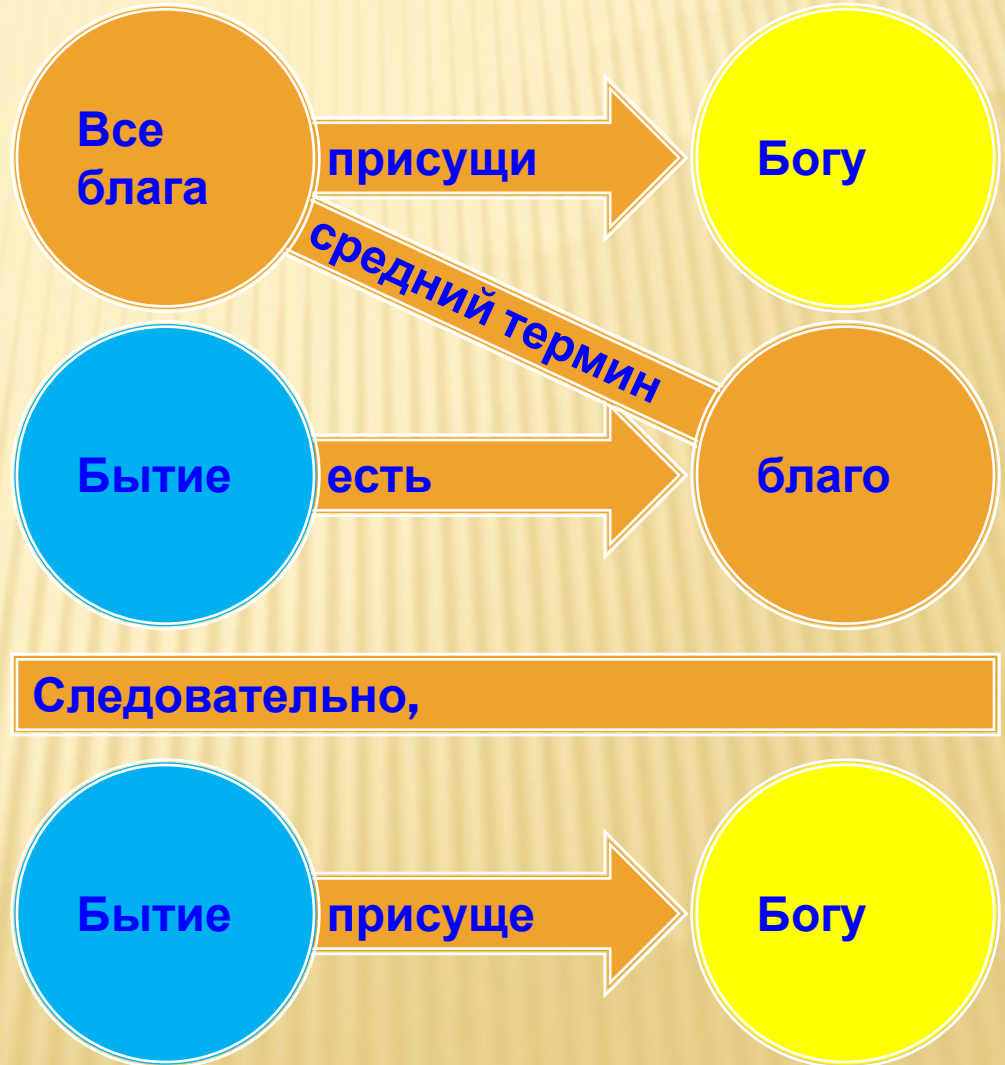 Все
блага
присущи
Богу
средний термин
Бытие
есть
благо
Следовательно,
Бытие
присуще
Богу